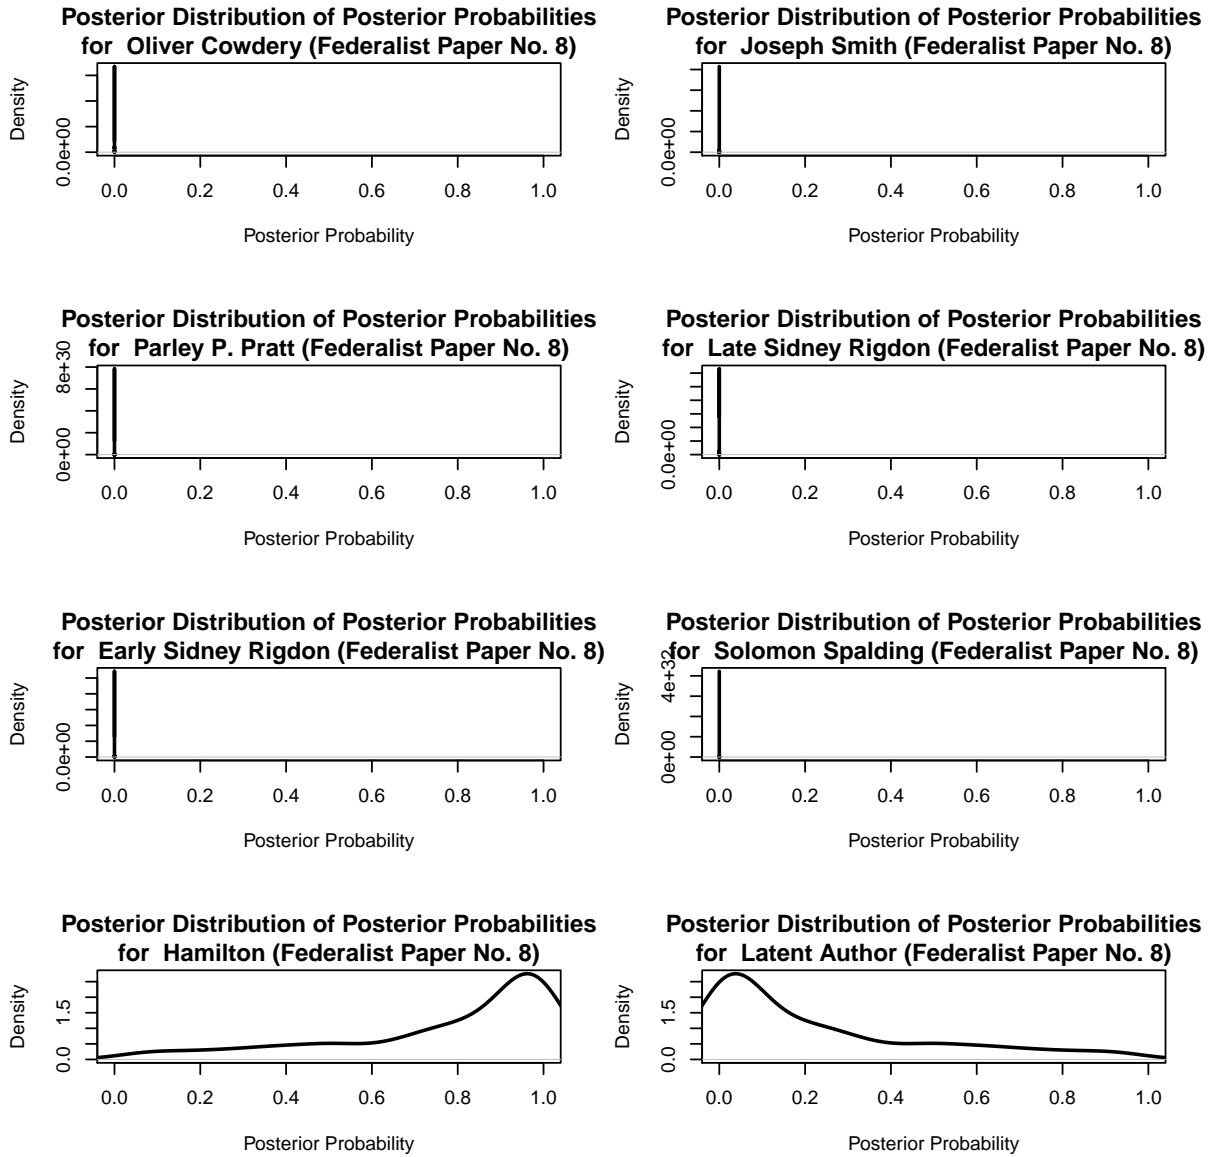 Posterior Distribution of Posterior Probabilities
for  Oliver Cowdery (Federalist Paper No. 8)
Density
0.0e+00
0.0 0.2 0.4 0.6 0.8 1.0
Posterior Probability
Posterior Distribution of Posterior Probabilities
for  Joseph Smith (Federalist Paper No. 8)
Density
0.0e+00
0.0 0.2 0.4 0.6 0.8 1.0
Posterior Probability
Posterior Distribution of Posterior Probabilities
for  Parley P. Pratt (Federalist Paper No. 8)
Density
0e+00 8e+30
0.0 0.2 0.4 0.6 0.8 1.0
Posterior Probability
Posterior Distribution of Posterior Probabilities
for  Late Sidney Rigdon (Federalist Paper No. 8)
Density
0.0e+00
0.0 0.2 0.4 0.6 0.8 1.0
Posterior Probability
Posterior Distribution of Posterior Probabilities
for  Early Sidney Rigdon (Federalist Paper No. 8)
Density
0.0e+00
0.0 0.2 0.4 0.6 0.8 1.0
Posterior Probability
Posterior Distribution of Posterior Probabilities
for  Solomon Spalding (Federalist Paper No. 8)
Density
0e+00 4e+32
0.0 0.2 0.4 0.6 0.8 1.0
Posterior Probability
Posterior Distribution of Posterior Probabilities
for  Hamilton (Federalist Paper No. 8)
Density
0.0 1.5
0.0 0.2 0.4 0.6 0.8 1.0
Posterior Probability
Posterior Distribution of Posterior Probabilities
for  Latent Author (Federalist Paper No. 8)
Density
0.0 1.5
0.0 0.2 0.4 0.6 0.8 1.0
Posterior Probability